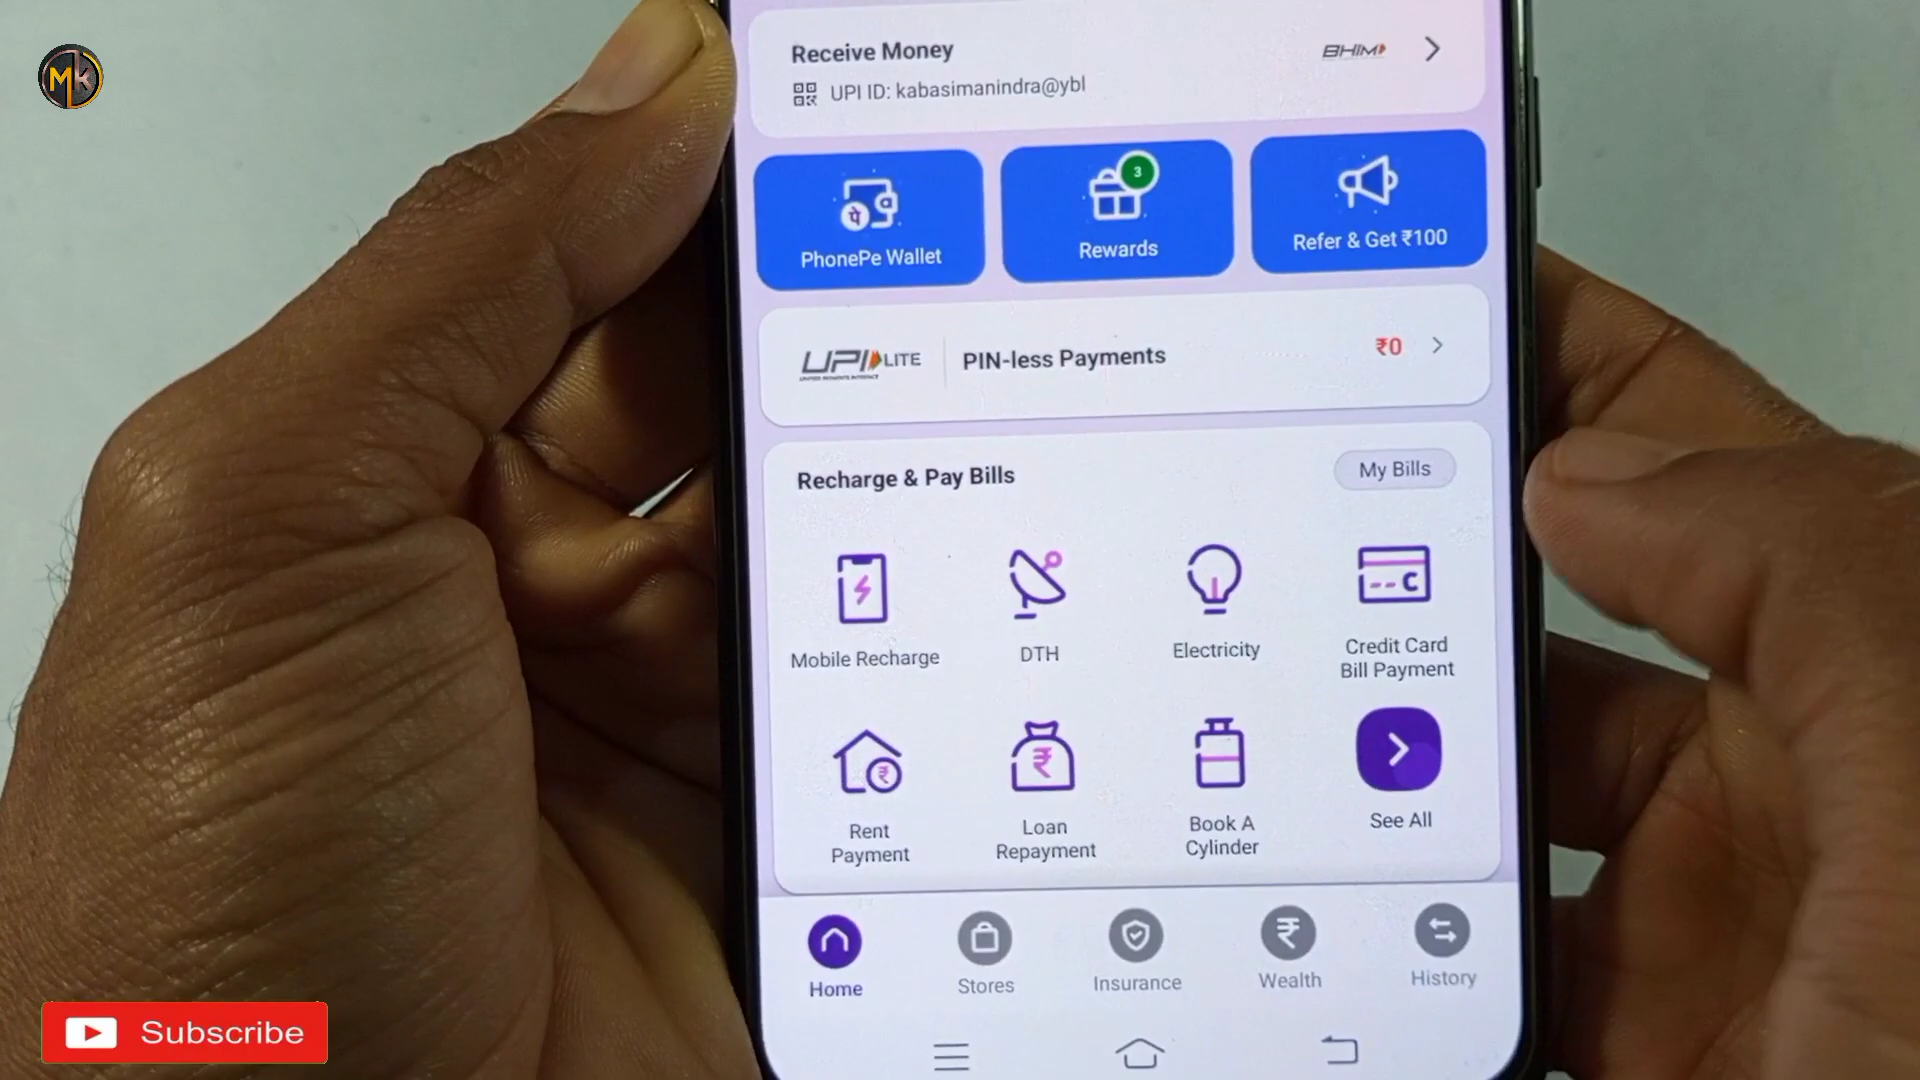 Mk
Receive Money
BHIM
UPI ID: kabasimanindra@ybl
पे
PhonePe Wallet
3
Rewards
Refer & Get ₹100
UPI LITE
UNIFIED PAYMENTS INTERFACE
PIN-less Payments
₹0
Recharge & Pay Bills
My Bills
Mobile Recharge
DTH
Electricity
Credit Card
Bill Payment
Rent
Payment
Loan
Repayment
Book A
Cylinder
See All
Home
Stores
Insurance
Wealth
History
Subscribe